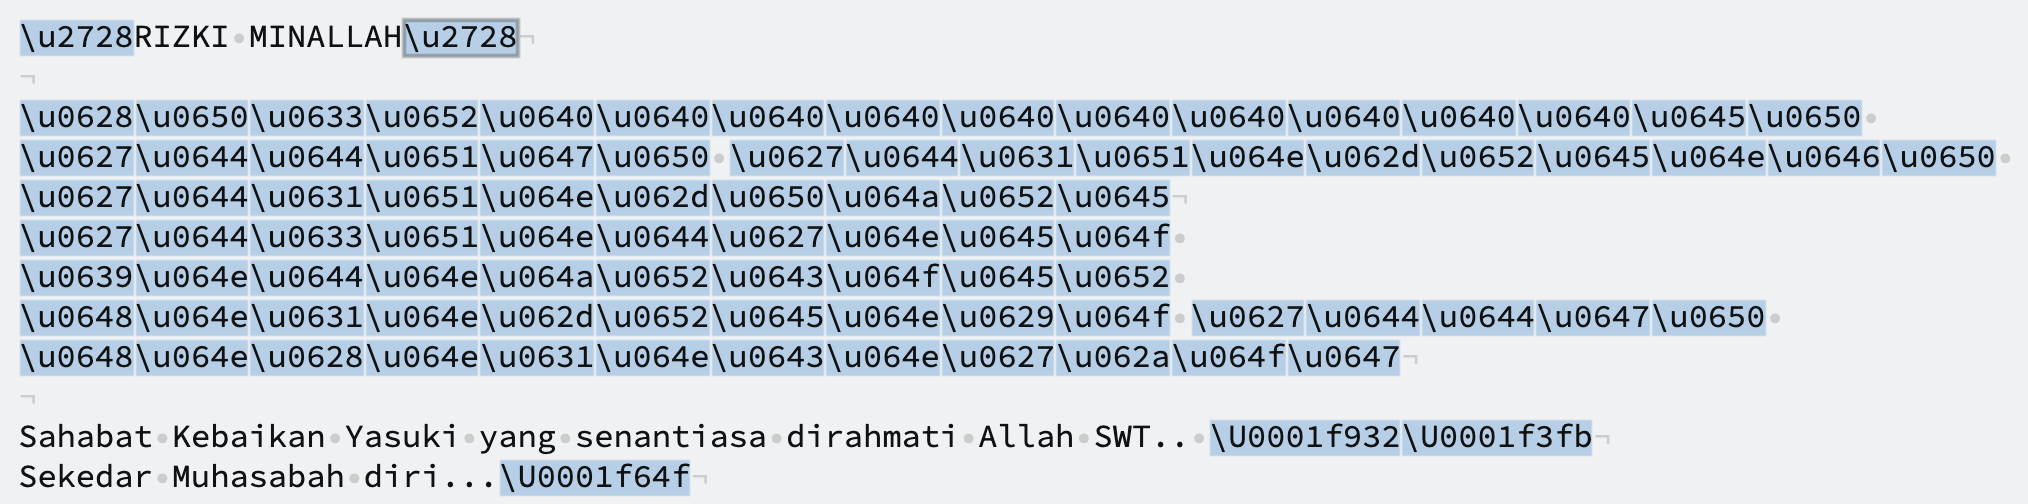 \u2728RIZKI MINALLAH\u2728
\u0628\u0650\u0633\u0652\u0640\u0640\u0640\u0640\u0640\u0640\u0640\u0640\u0640\u0640\u0645\u0650
\u0627\u0644\u0644\u0651\u0647\u0650 \u0627\u0644\u0631\u0651\u064e\u062d\u0652\u0645\u064e\u0646\u0650
\u0627\u0644\u0631\u0651\u064e\u062d\u0650\u064a\u0652\u0645
\u0627\u0644\u0633\u0651\u064e\u0644\u0627\u064e\u0645\u064f
\u0639\u064e\u0644\u064e\u064a\u0652\u0643\u064f\u0645\u0652
\u0648\u064e\u0631\u064e\u062d\u0652\u0645\u064e\u0629\u064f \u0627\u0644\u0644\u0647\u0650
\u0648\u064e\u0628\u064e\u0631\u064e\u0643\u064e\u0627\u062a\u064f\u0647
Sahabat Kebaikan Yasuki yang senantiasa dirahmati Allah SWT.. \U0001f932\U0001f3fb
Sekedar Muhasabah diri...\U0001f64f